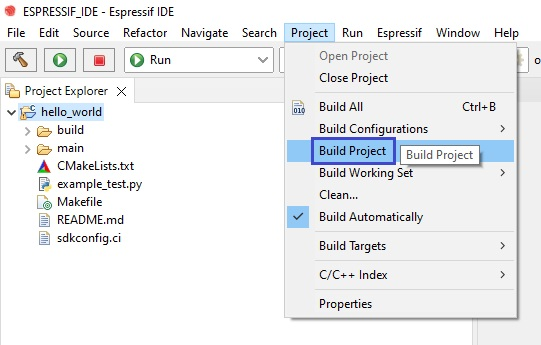 ESPRESSIF_IDE - Espressif IDE
File Edit Source Refactor Navigate Search Project Run Espressif Window Help
Run
Project Explorer
hello_world
build
main
CMakeLists.txt
example_test.py
Makefile
README.md
sdkconfig.ci
Open Project
Close Project
Build All Ctrl+B
Build Configurations
Build Project Build Project
Build Working Set
Clean...
Build Automatically
Build Targets
C/C++ Index
Properties